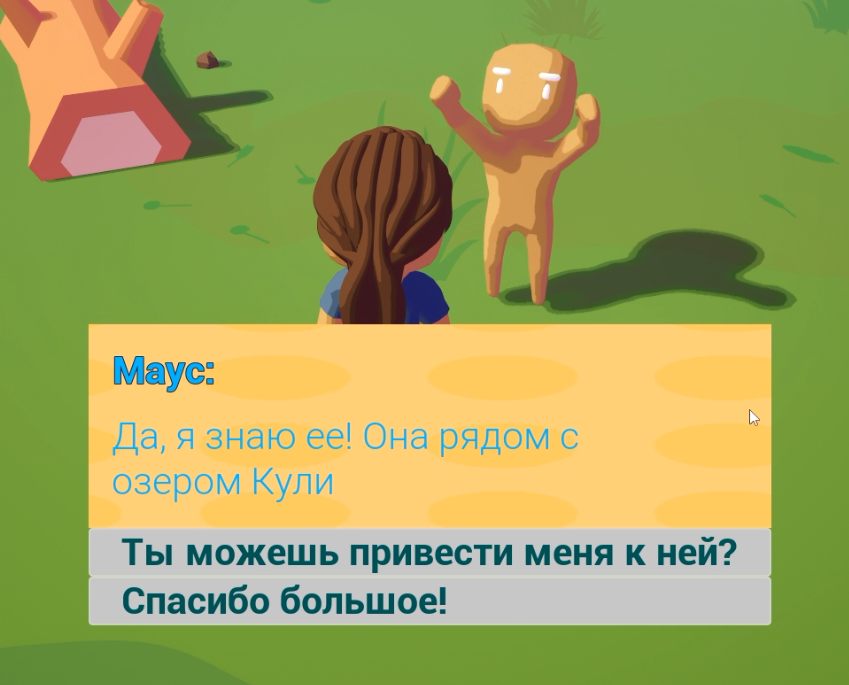 Маус:
Да, я знаю ее! Она рядом с
озером Кули
Ты можешь привести меня к ней?
Спасибо большое!